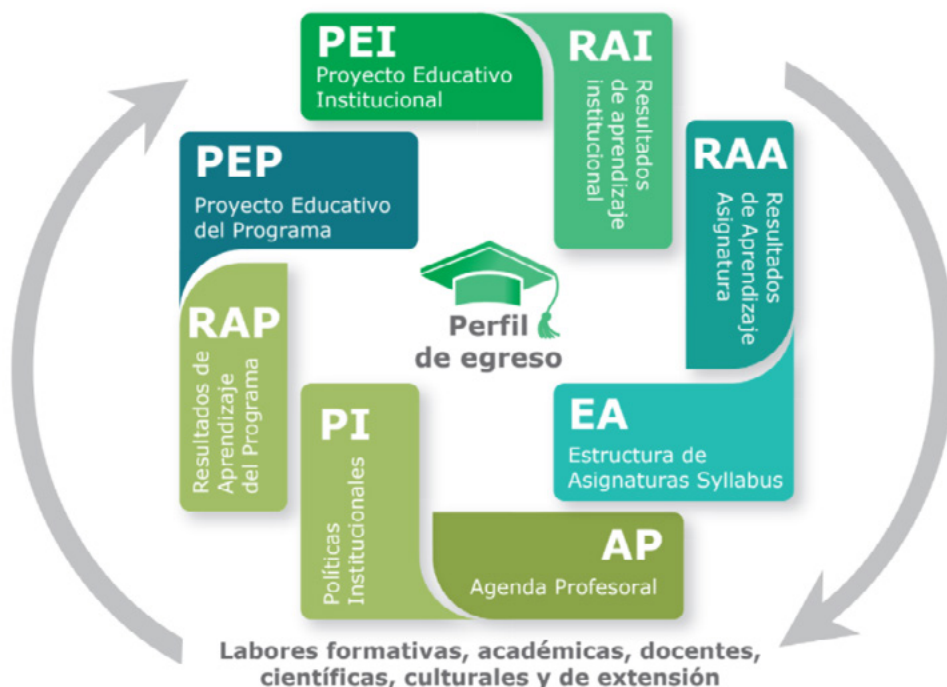 PEI
Proyecto Educativo
Institucional
RAI
Resultados
de aprendizaje
institucional
PEP
Proyecto Educativo
del Programa
RAA
Resultados
de Aprendizaje
Asignatura
RAP
Resultados de
Aprendizaje
del Programa
Perfil
de egreso
PI
Políticas
Institucionales
EA
Estructura de
Asignaturas Syllabus
AP
Agenda Profesoral
Labores formativas, académicas, docentes,
científicas, culturales y de extensión